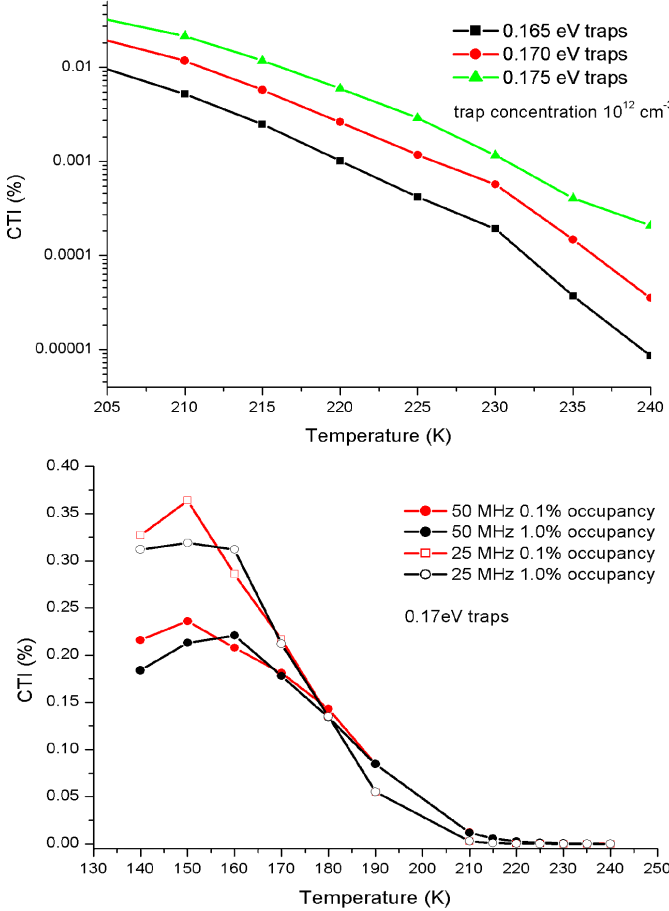 0.165 eV traps
0.170 eV traps
0.175 eV traps
trap concentration 10¹² cm⁻³
0.01
0.001
0.0001
0.00001
CTI (%)
205 210 215 220 225 230 235 240
Temperature (K)
0.40
0.35
0.30
0.25
0.20
0.15
0.10
0.05
0.00
CTI (%)
50 MHz 0.1% occupancy
50 MHz 1.0% occupancy
25 MHz 0.1% occupancy
25 MHz 1.0% occupancy
0.17eV traps
130 140 150 160 170 180 190 200 210 220 230 240 250
Temperature (K)